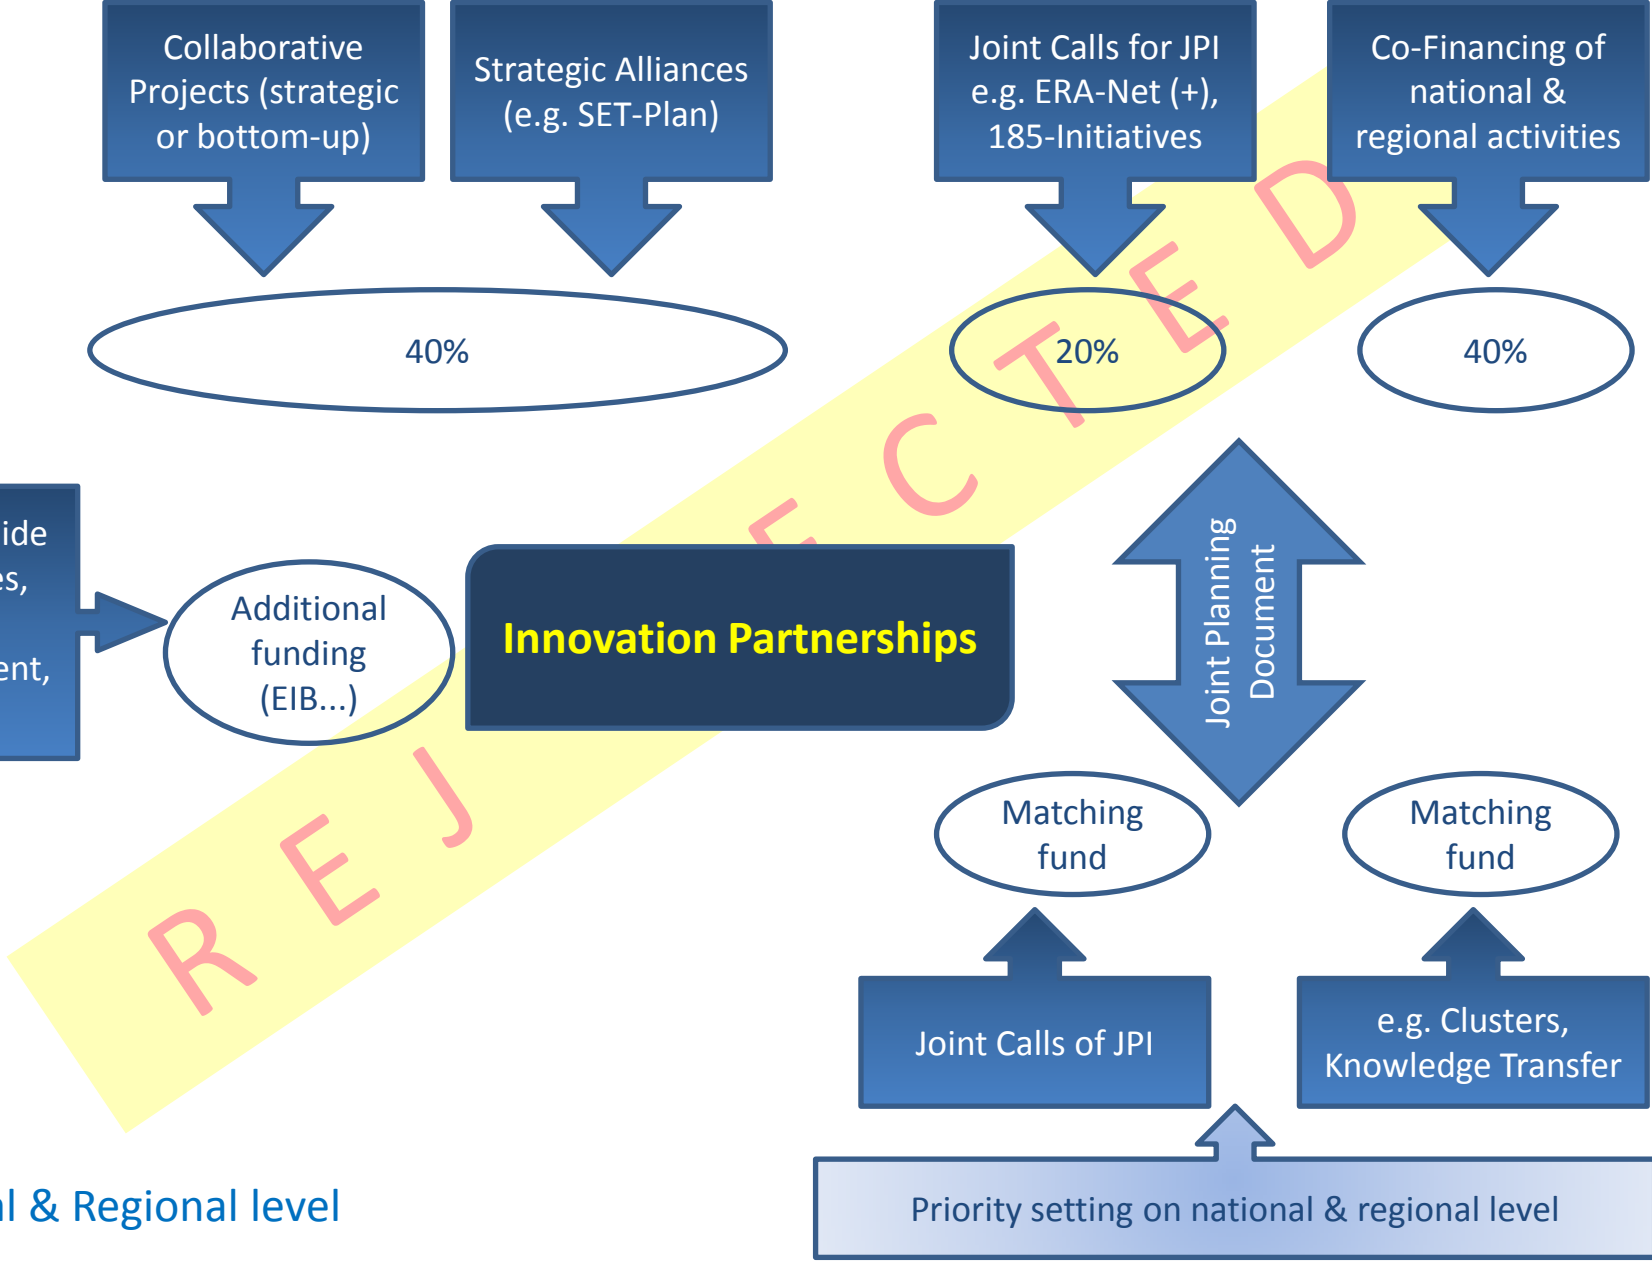 Collaborative
Projects (strategic
or bottom-up)
Strategic Alliances
(e.g. SET-Plan)
Joint Calls for JPI
e.g. ERA-Net (+),
185-Initiatives
Co-Financing of
national &
regional activities
40%
20%
40%
REJECTED
Additional
funding
(EIB...)
Innovation Partnerships
Joint Planning
Document
Matching
fund
Matching
fund
Joint Calls of JPI
e.g. Clusters,
Knowledge Transfer
& Regional level
Priority setting on national & regional level